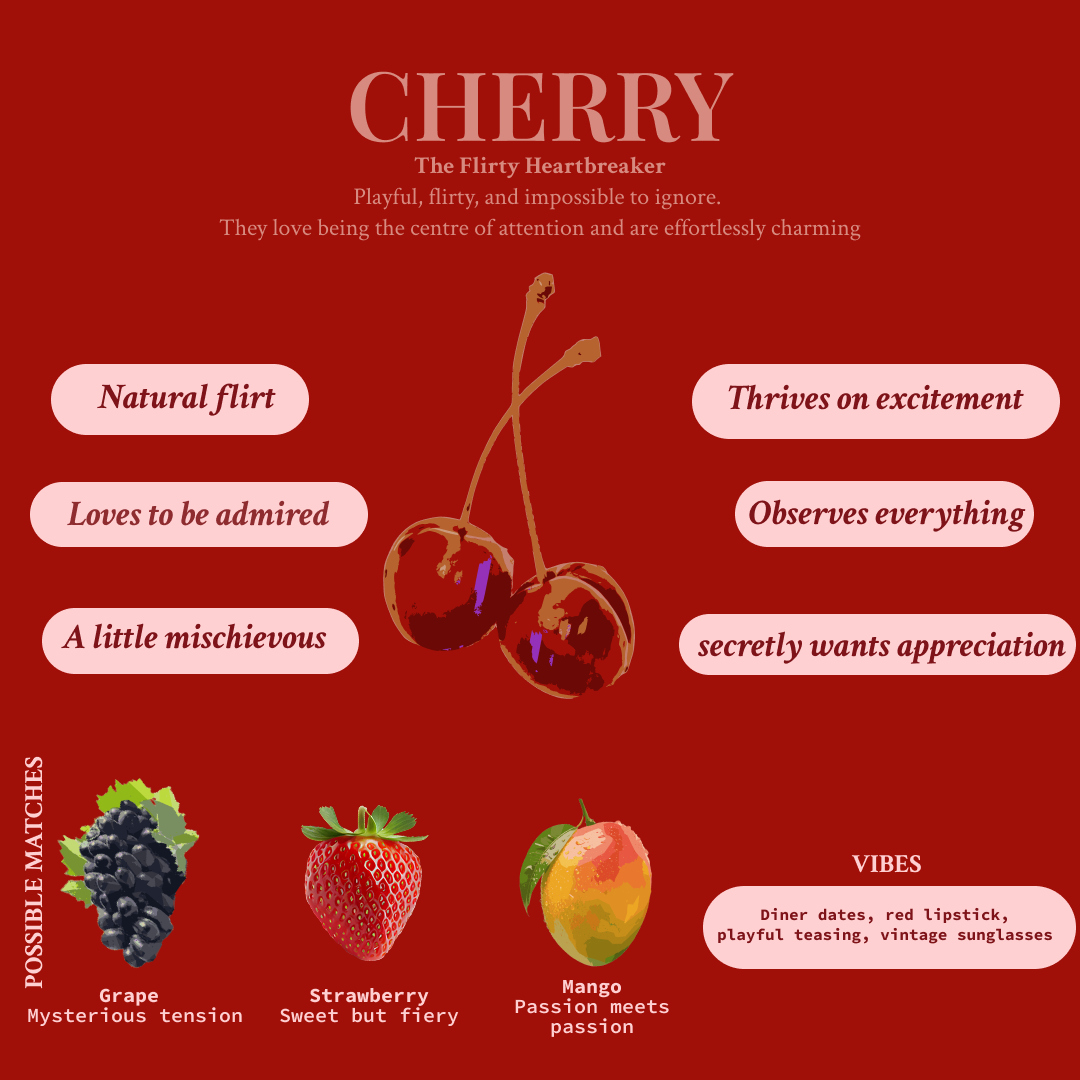 CHERRY
The Flirty Heartbreaker
Playful, flirty, and impossible to ignore.
They love being the centre of attention and are effortlessly charming
Natural flirt
Loves to be admired
A little mischievous
Thrives on excitement
Observes everything
secretly wants appreciation
POSSIBLE MATCHES
Grape
Mysterious tension
Strawberry
Sweet but fiery
Mango
Passion meets
passion
VIBES
Diner dates, red lipstick,
playful teasing, vintage sunglasses